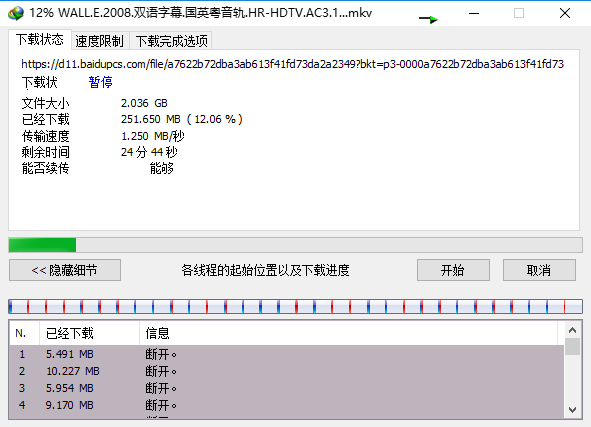 12% WALL.E.2008.双语字幕.国英粤音轨.HR-HDTV.AC3.1...mkv
下载状态 速度限制 下载完成选项
https://d11.baidupcs.com/file/a7622b72dba3ab613f41fd73da2a2349?bkt=p3-0000a7622b72dba3ab613f41fd73
下载状 暂停
文件大小 2.036 GB
已经下载 251.650 MB ( 12.06 % )
传输速度 1.250 MB/秒
剩余时间 24 分 44 秒
能否续传 能够
<< 隐藏细节 各线程的起始位置以及下载进度 开始 取消
N. 已经下载 信息
1 5.491 MB 断开。
2 10.227 MB 断开。
3 5.954 MB 断开。
4 9.170 MB 断开。